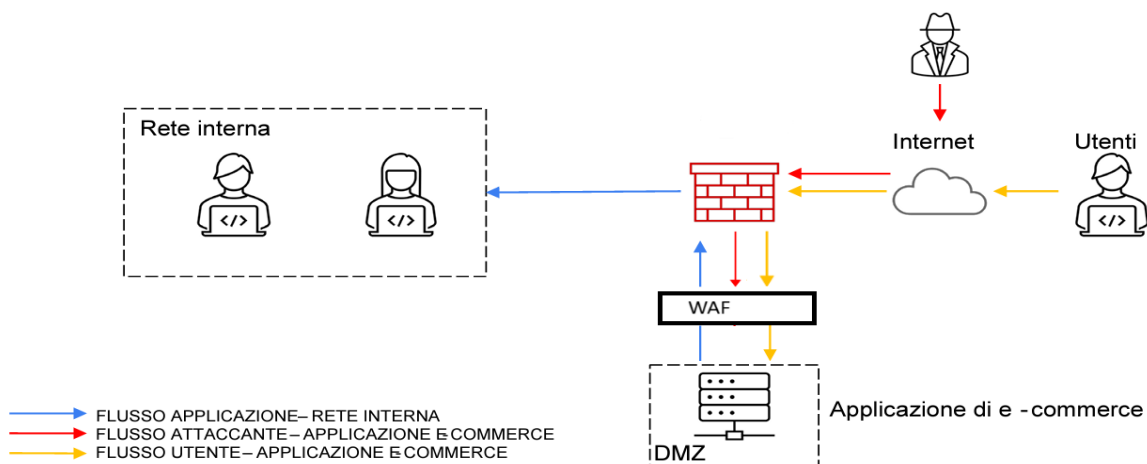 Rete interna
Internet
Utenti
</>
</>
</>
WAF
Applicazione di e -commerce
DMZ
FLUSSO APPLICAZIONE– RETE INTERNA
FLUSSO ATTACCANTE– APPLICAZIONE E-COMMERCE
FLUSSO UTENTE– APPLICAZIONE E-COMMERCE